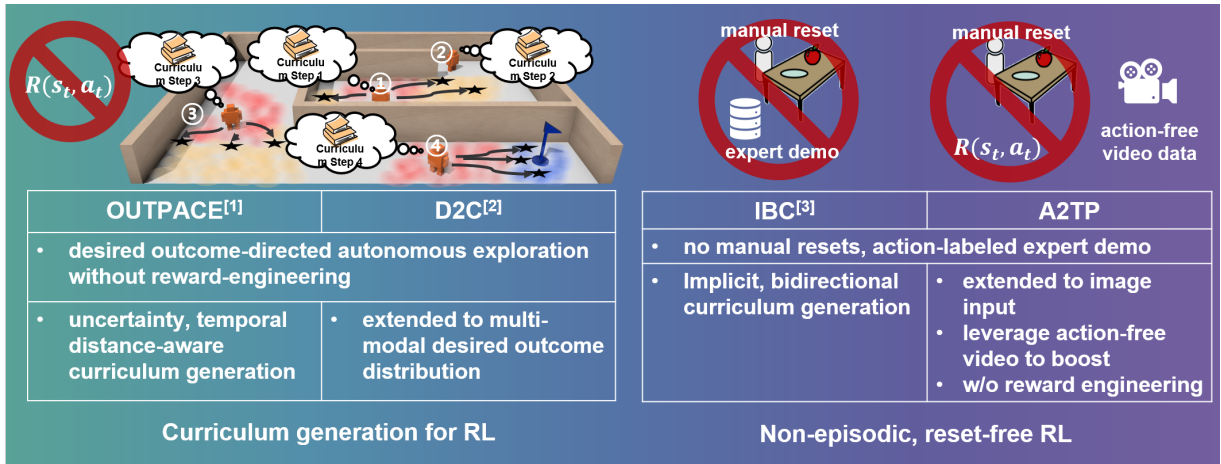 R(s_t, a_t)
Curriculu
m Step 3
Curriculu
m Step 1
Curriculu
m Step 2
Curriculu
m Step 4
①
②
③
④
manual reset
expert demo
manual reset
R(s_t, a_t)
action-free
video data
OUTPACE[1]
D2C[2]
• desired outcome-directed autonomous exploration
without reward-engineering
• uncertainty, temporal
distance-aware
curriculum generation
• extended to multi-
modal desired outcome
distribution
Curriculum generation for RL
IBC[3]
A2TP
• no manual resets, action-labeled expert demo
• Implicit, bidirectional
curriculum generation
• extended to image
input
• leverage action-free
video to boost
• w/o reward engineering
Non-episodic, reset-free RL